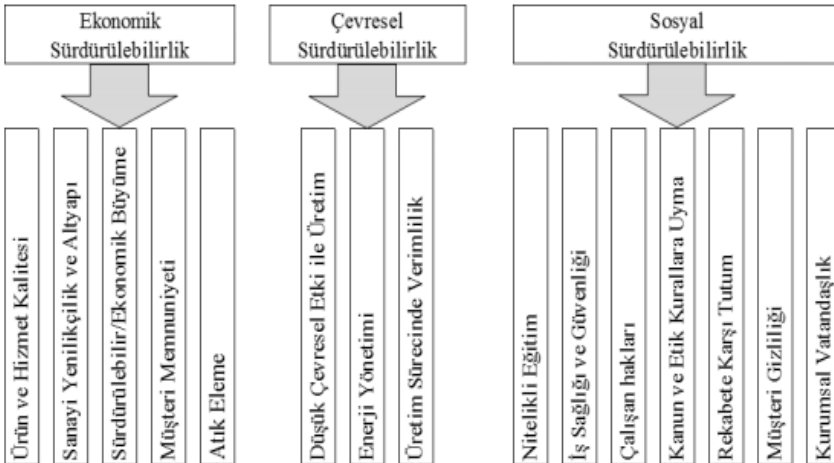 Ekonomik
Sürdürülebilirlik
Çevresel
Sürdürülebilirlik
Sosyal
Sürdürülebilirlik
Ürün ve Hizmet Kalitesi
Sanayi Yenilikçilik ve Altyapı
Sürdürülebilir/Ekonomik Büyüme
Müşteri Memnuniyeti
Atık Eleme
Düşük Çevresel Etki ile Üretim
Enerji Yönetimi
Üretim Sürecinde Verimlilik
Nitelikli Eğitim
İş Sağlığı ve Güvenliği
Çalışan hakları
Kanun ve Etik Kurallara Uyma
Rekabete Karşı Tutum
Müşteri Gizliliği
Kurumsal Vatandaşlık